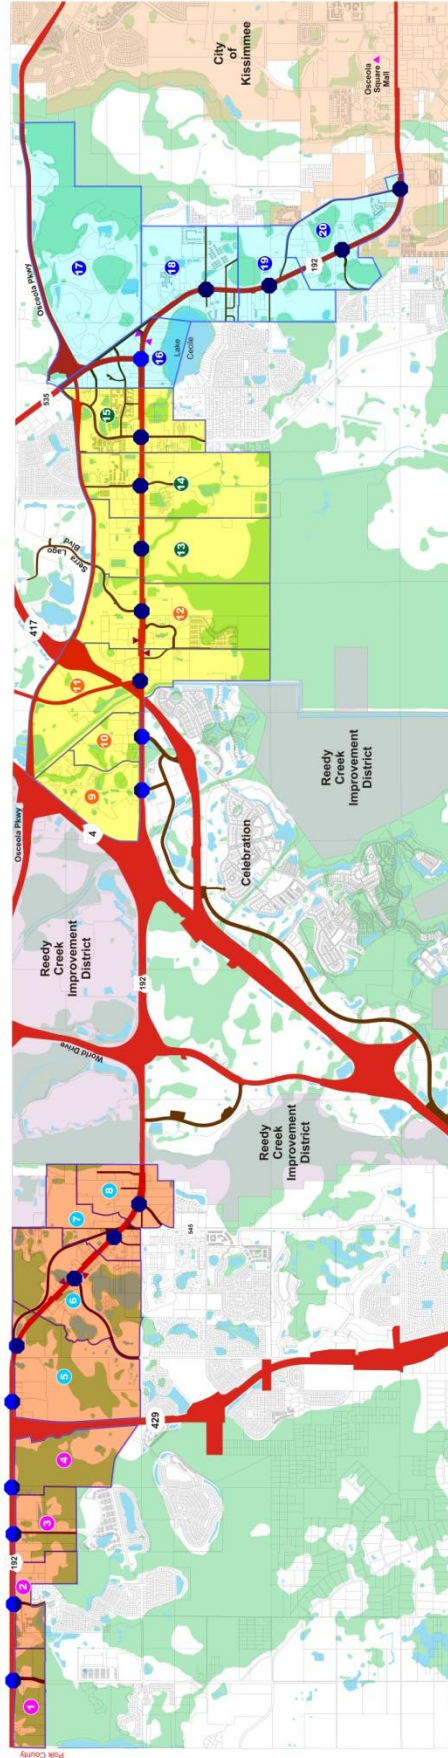 City
of
Kissimmee
Osceola
Square
Mall
Osceola Pkwy
17
18
19
20
192
16
Lake
Cecile
535
15
14
13
12
Serra
Lago
Blvd
417
11
10
9
4
Osceola Pkwy
Reedy
Creek
Improvement
District
Celebration
Reedy
Creek
Improvement
District
192
World Drive
Reedy
Creek
Improvement
District
8
7
6
545
5
429
4
3
192
2
1
Polk County